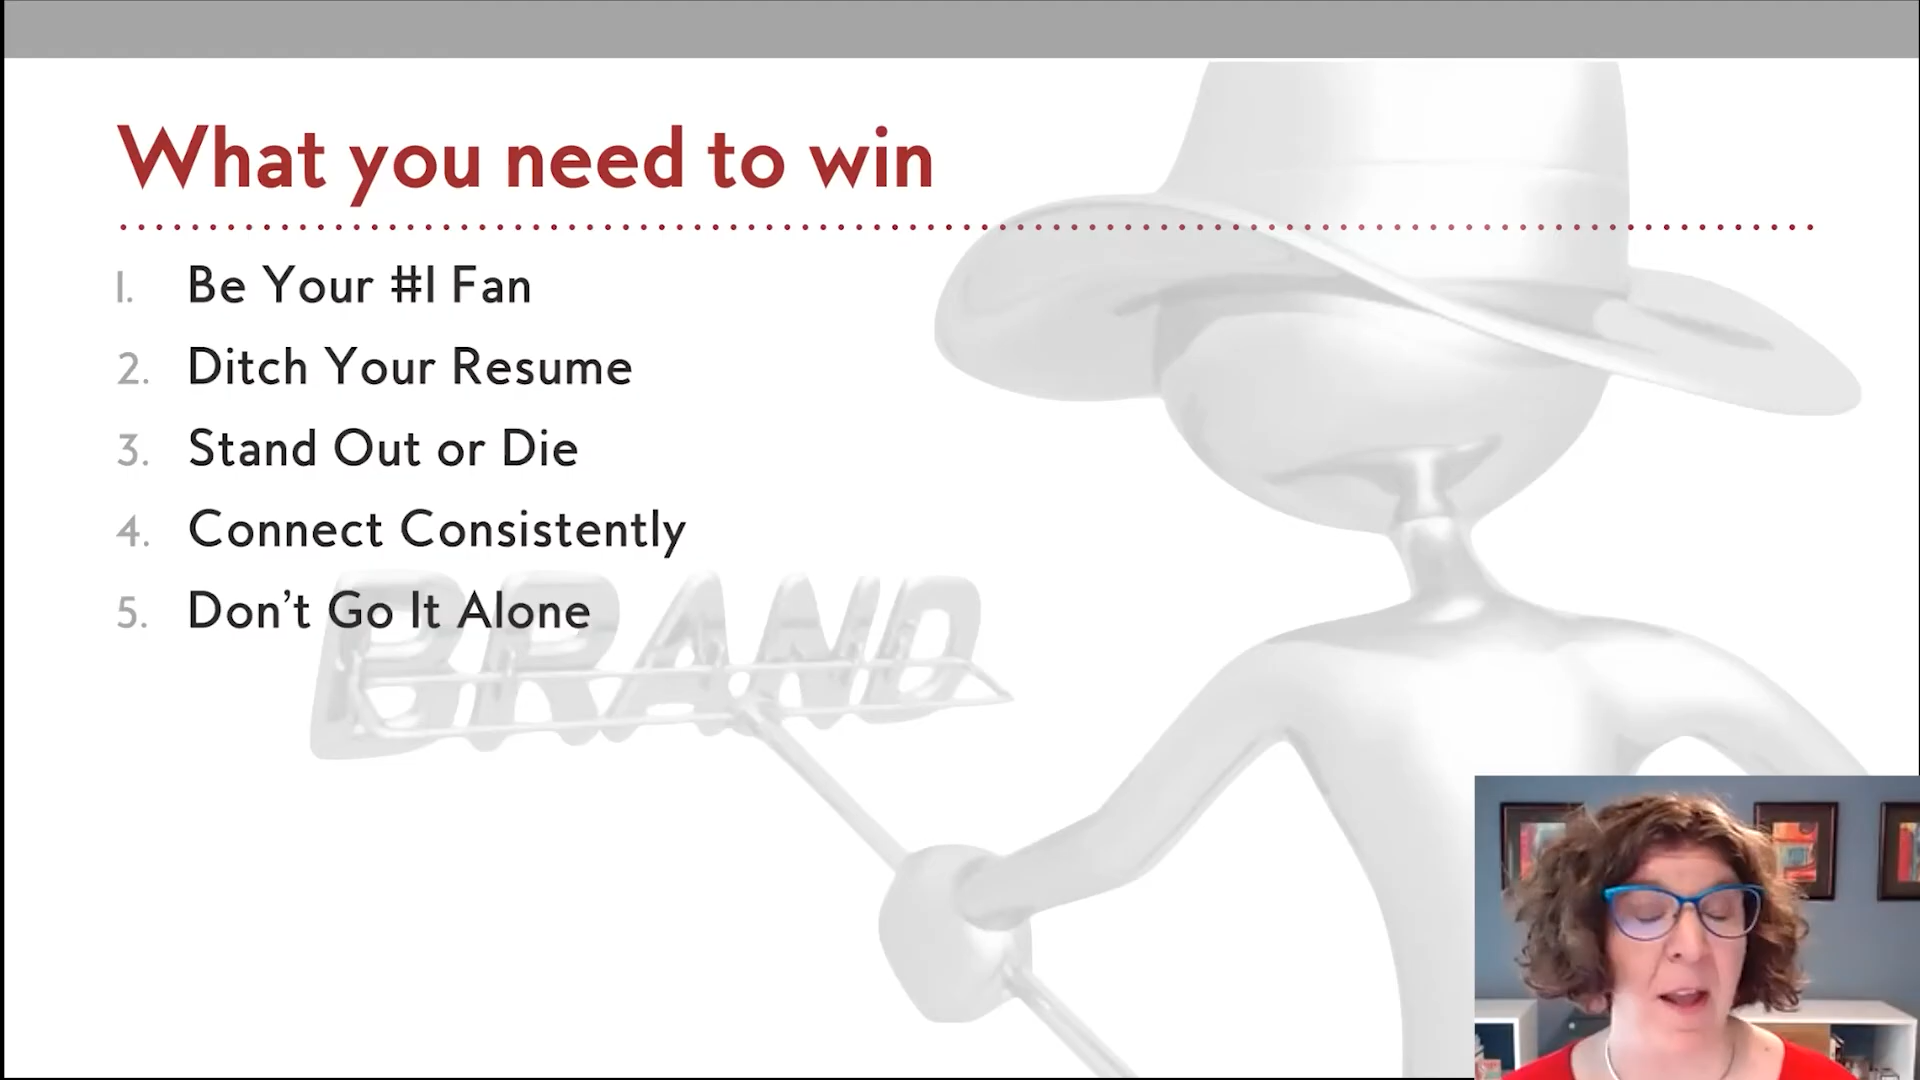 What you need to win
1. Be Your #1 Fan
2. Ditch Your Resume
3. Stand Out or Die
4. Connect Consistently
5. Don’t Go It Alone
BRAND